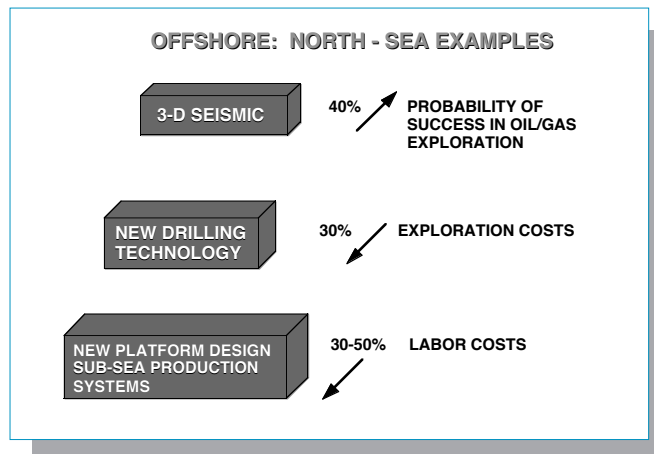 OFFSHORE: NORTH - SEA EXAMPLES
3-D SEISMIC
40%
PROBABILITY OF
SUCCESS IN OIL/GAS
EXPLORATION
NEW DRILLING
TECHNOLOGY
30%
EXPLORATION COSTS
NEW PLATFORM DESIGN
SUB-SEA PRODUCTION
SYSTEMS
30-50%
LABOR COSTS